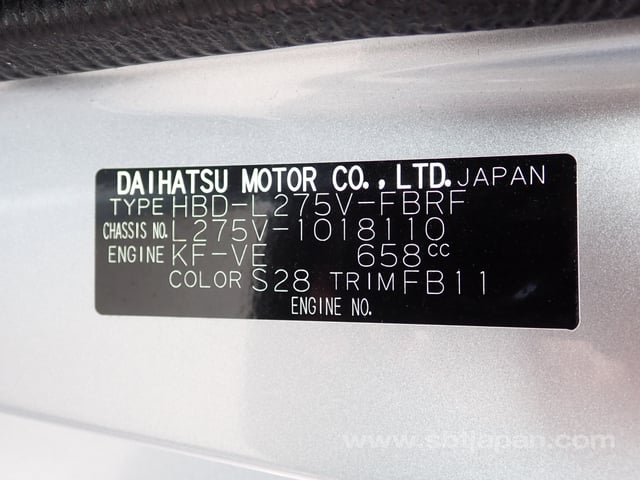 DAIHATSU MOTOR CO.,LTD. JAPAN
TYPE HBD-L275V-FBRF
CHASSIS NO. L275V-1018110
ENGINE KF-VE 658cc
COLOR S28 TRIM FB11
ENGINE NO.
www.sbtjapan.com